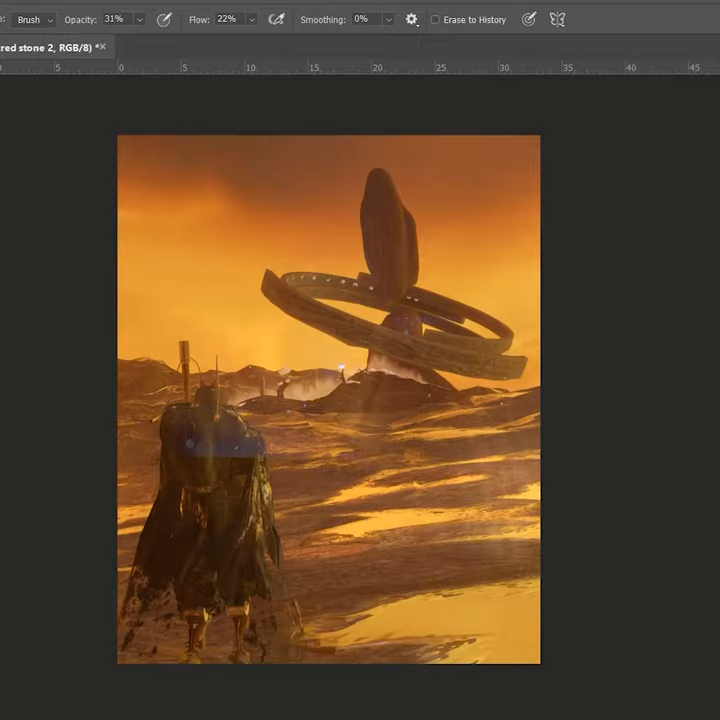 e: Brush Opacity: 31% Flow: 22% Smoothing: 0% Erase to History
red stone 2, RGB/8) *
5 0 5 10 15 20 25 30 35 40 45